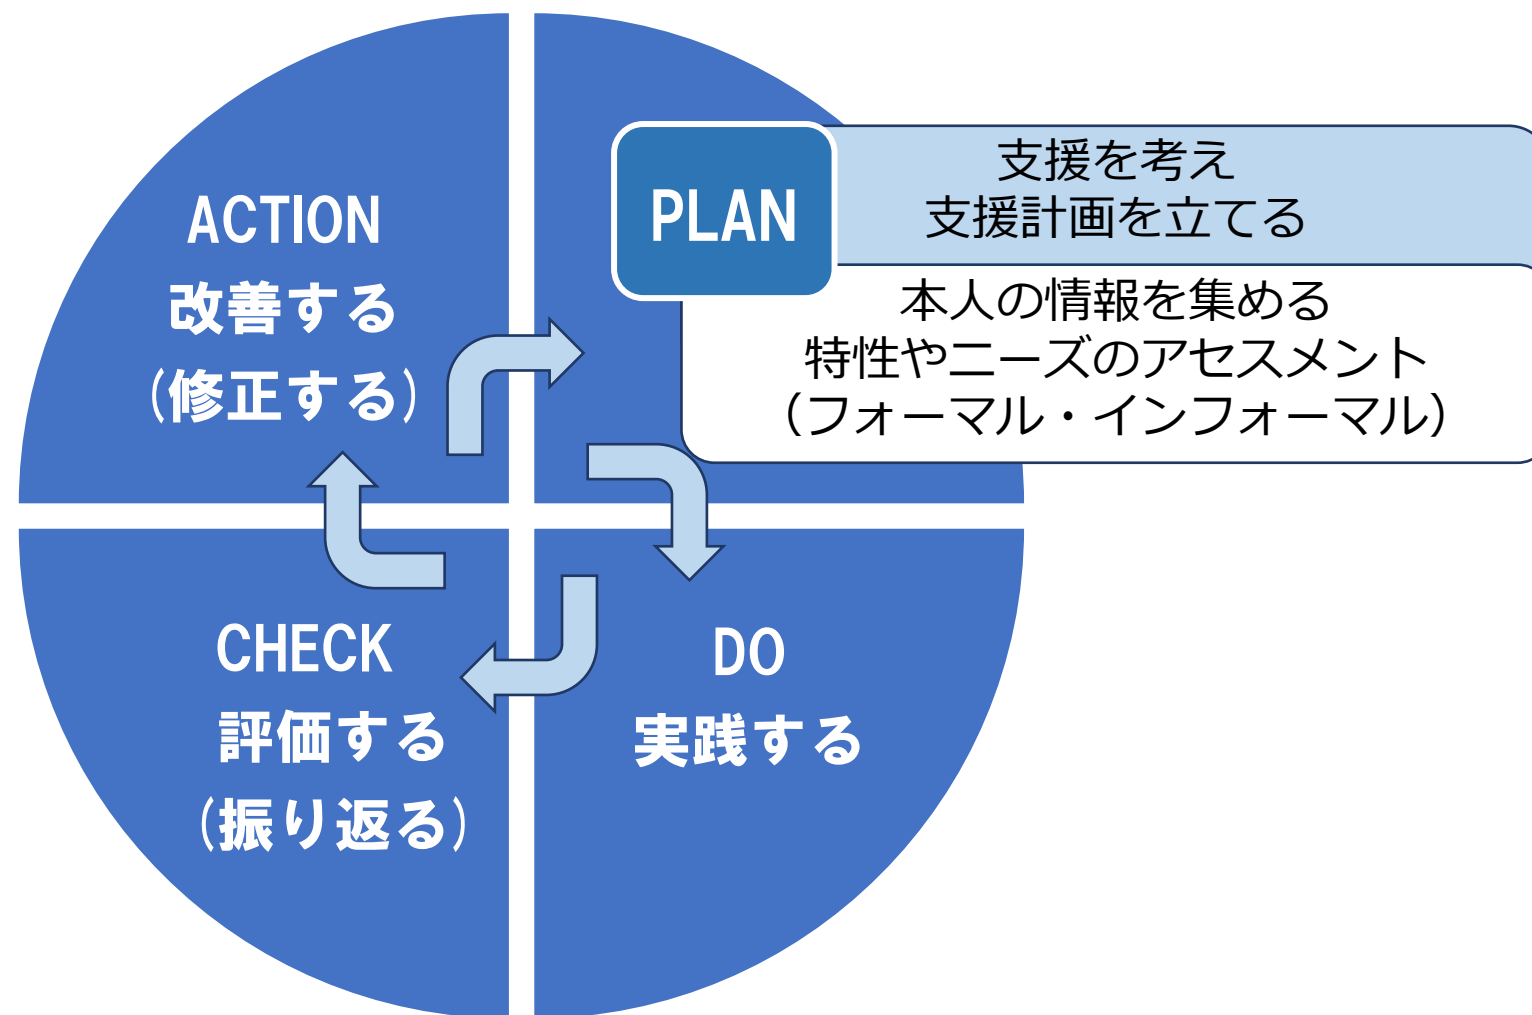 PLAN
支援を考え
支援計画を立てる
本人の情報を集める
特性やニーズのアセスメント
（フォーマル・インフォーマル）
DO
実践する
CHECK
評価する
（振り返る）
ACTION
改善する
（修正する）